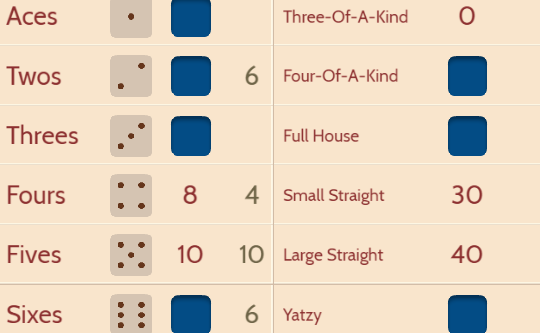 Aces Three-Of-A-Kind 0
Twos 6 Four-Of-A-Kind
Threes Full House
Fours 8 4 Small Straight 30
Fives 10 10 Large Straight 40
Sixes 6 Yatzy